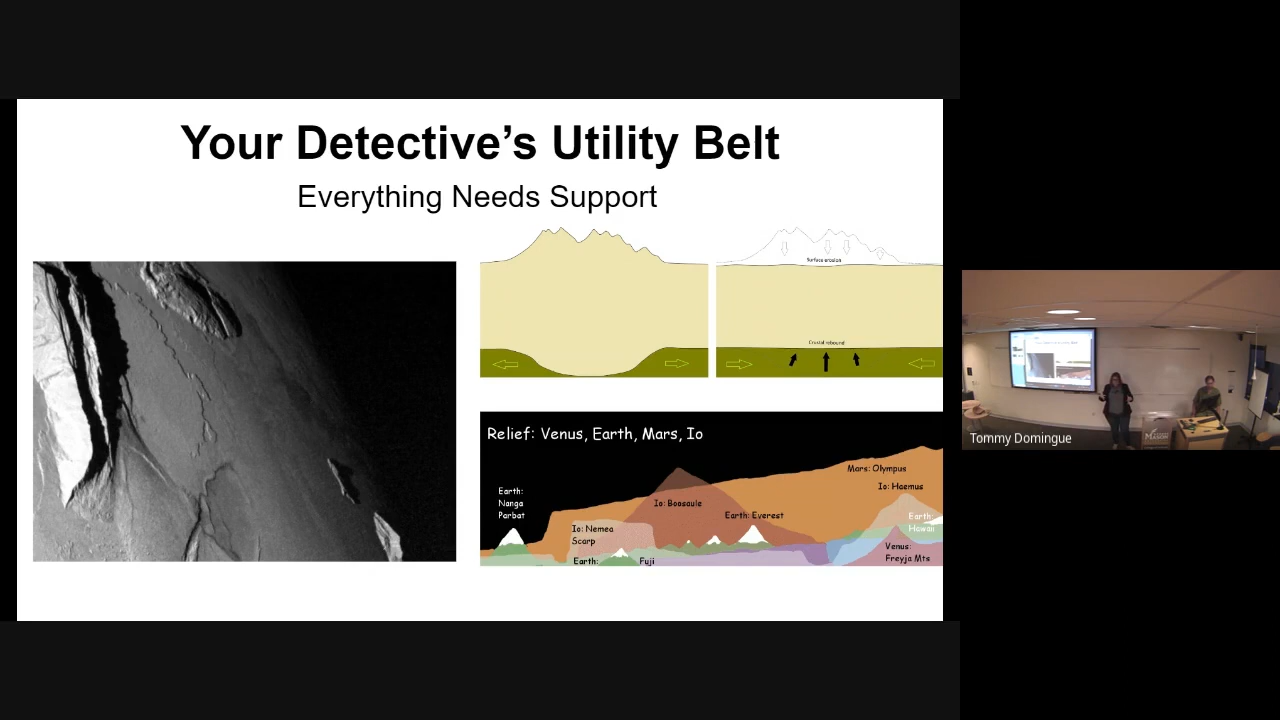 Your Detective’s Utility Belt
Everything Needs Support
Surface erosion
Crustal rebound
Relief: Venus, Earth, Mars, Io
Mars: Olympus
Io: Haemus
Earth:
Nanga
Parbat
Io: Boosaule
Earth: Everest
Earth:
Hawaii
Io: Nemea
Scarp
Venus:
Freyja Mts
Earth:
Fuji
Tommy Domingue